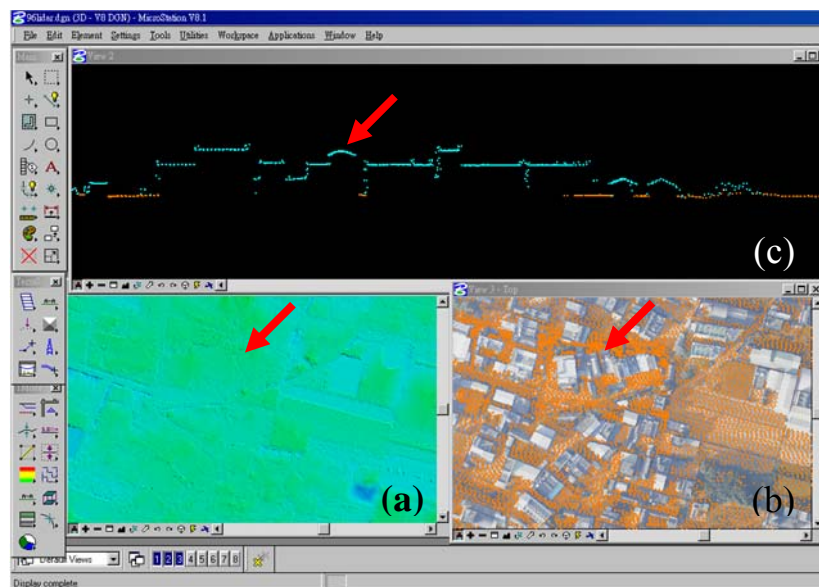 96lidar.dgn (3D - V8 DGN) - MicroStation V8.1
File Edit Element Settings Tools Utilities Workspace Applications Window Help
View 2
(c)
View 3 - Top
(a)
(b)
Default Views
1 2 3 4 5 6 7 8
Display complete